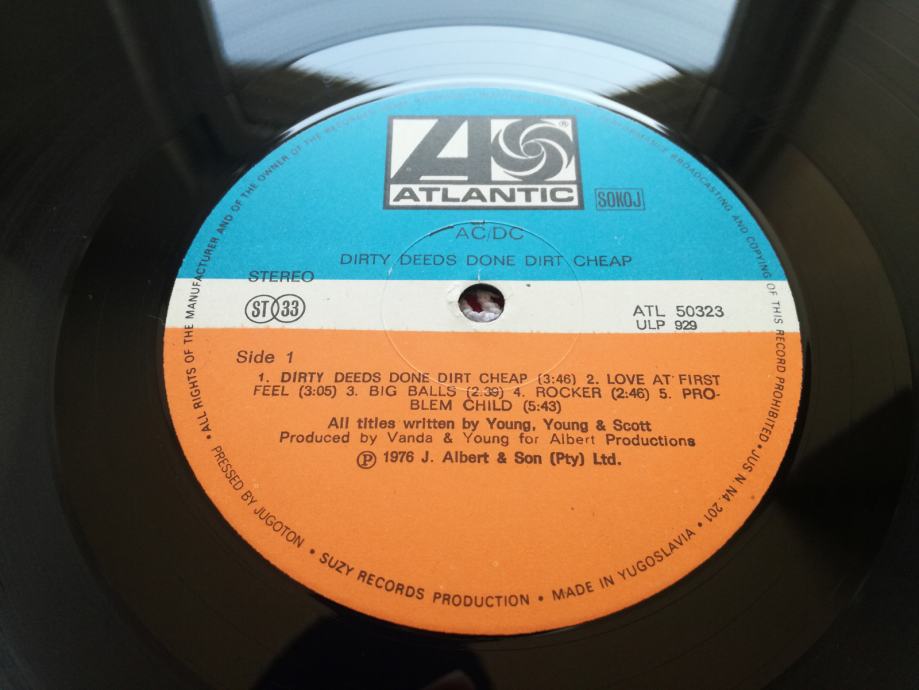 ATLANTIC
®
SOKOJ
AC/DC
DIRTY DEEDS DONE DIRT CHEAP
STEREO
ST 33
ATL 50323
ULP 929
Side 1
1. DIRTY DEEDS DONE DIRT CHEAP (3:46) 2. LOVE AT FIRST
FEEL (3:05) 3. BIG BALLS (2:39) 4. ROCKER (2:46) 5. PRO-
BLEM CHILD (5:43)
All titles written by Young, Young & Scott
Produced by Vanda & Young for Albert Productions
Ⓟ 1976 J. Albert & Son (Pty) Ltd.
• ALL RIGHTS OF THE MANUFACTURER AND OF THE OWNER OF THE RECORDED
BROADCASTING AND COPYING OF THIS RECORD PROHIBITED • JUS N. N4. 201 •
PRESSED BY JUGOTON • SUZY RECORDS PRODUCTION • MADE IN YUGOSLAVIA